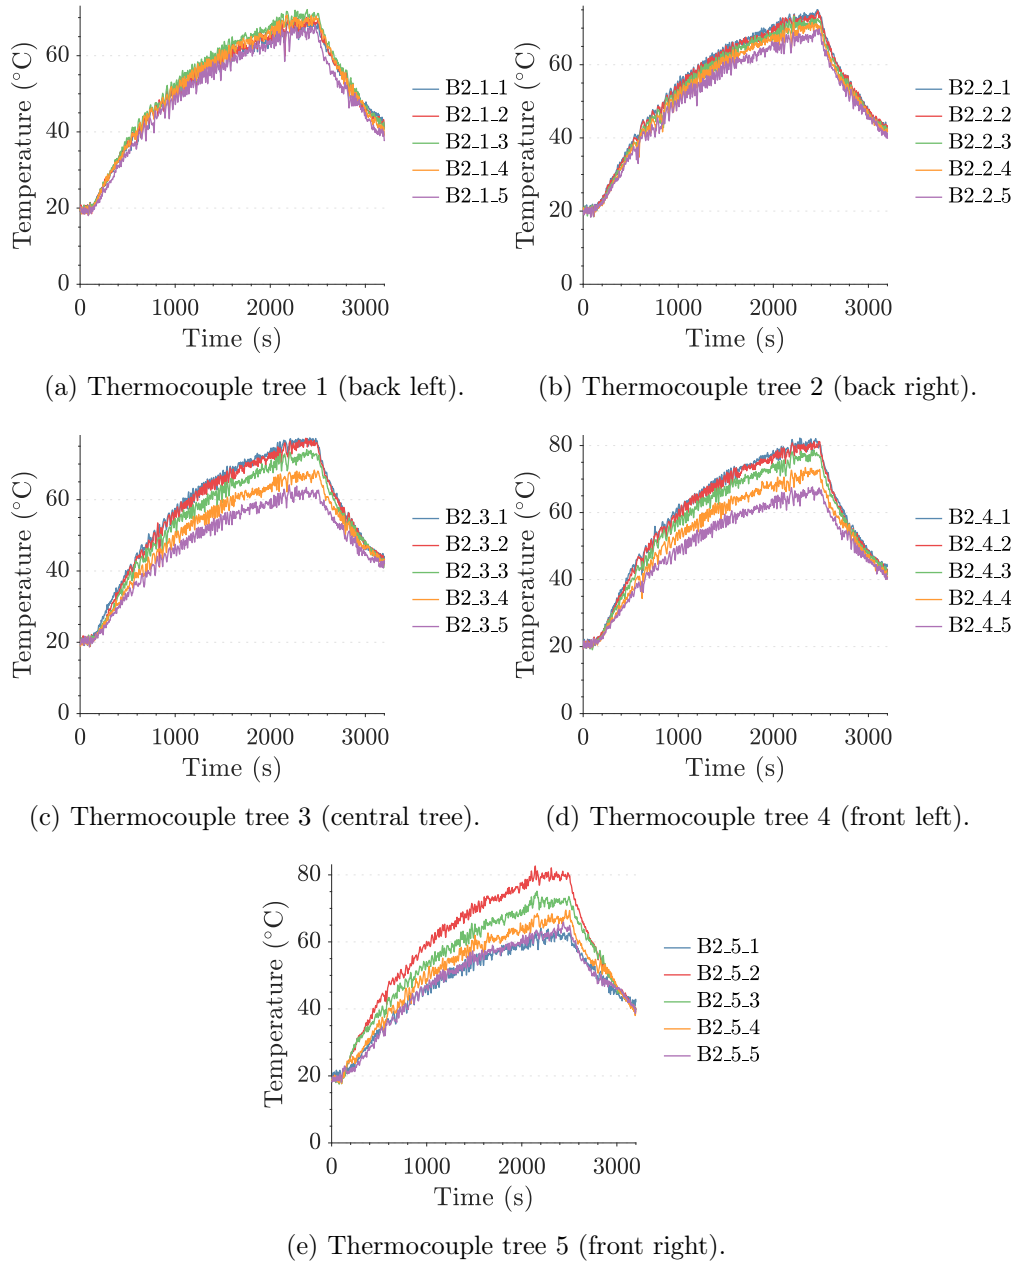 Temperature (°C)
60
40
20
0
0 1000 2000 3000
Time (s)
B2_1_1
B2_1_2
B2_1_3
B2_1_4
B2_1_5
(a) Thermocouple tree 1 (back left).
Temperature (°C)
60
40
20
0
0 1000 2000 3000
Time (s)
B2_2_1
B2_2_2
B2_2_3
B2_2_4
B2_2_5
(b) Thermocouple tree 2 (back right).
Temperature (°C)
60
40
20
0
0 1000 2000 3000
Time (s)
B2_3_1
B2_3_2
B2_3_3
B2_3_4
B2_3_5
(c) Thermocouple tree 3 (central tree).
Temperature (°C)
80
60
40
20
0
0 1000 2000 3000
Time (s)
B2_4_1
B2_4_2
B2_4_3
B2_4_4
B2_4_5
(d) Thermocouple tree 4 (front left).
Temperature (°C)
80
60
40
20
0
0 1000 2000 3000
Time (s)
B2_5_1
B2_5_2
B2_5_3
B2_5_4
B2_5_5
(e) Thermocouple tree 5 (front right).